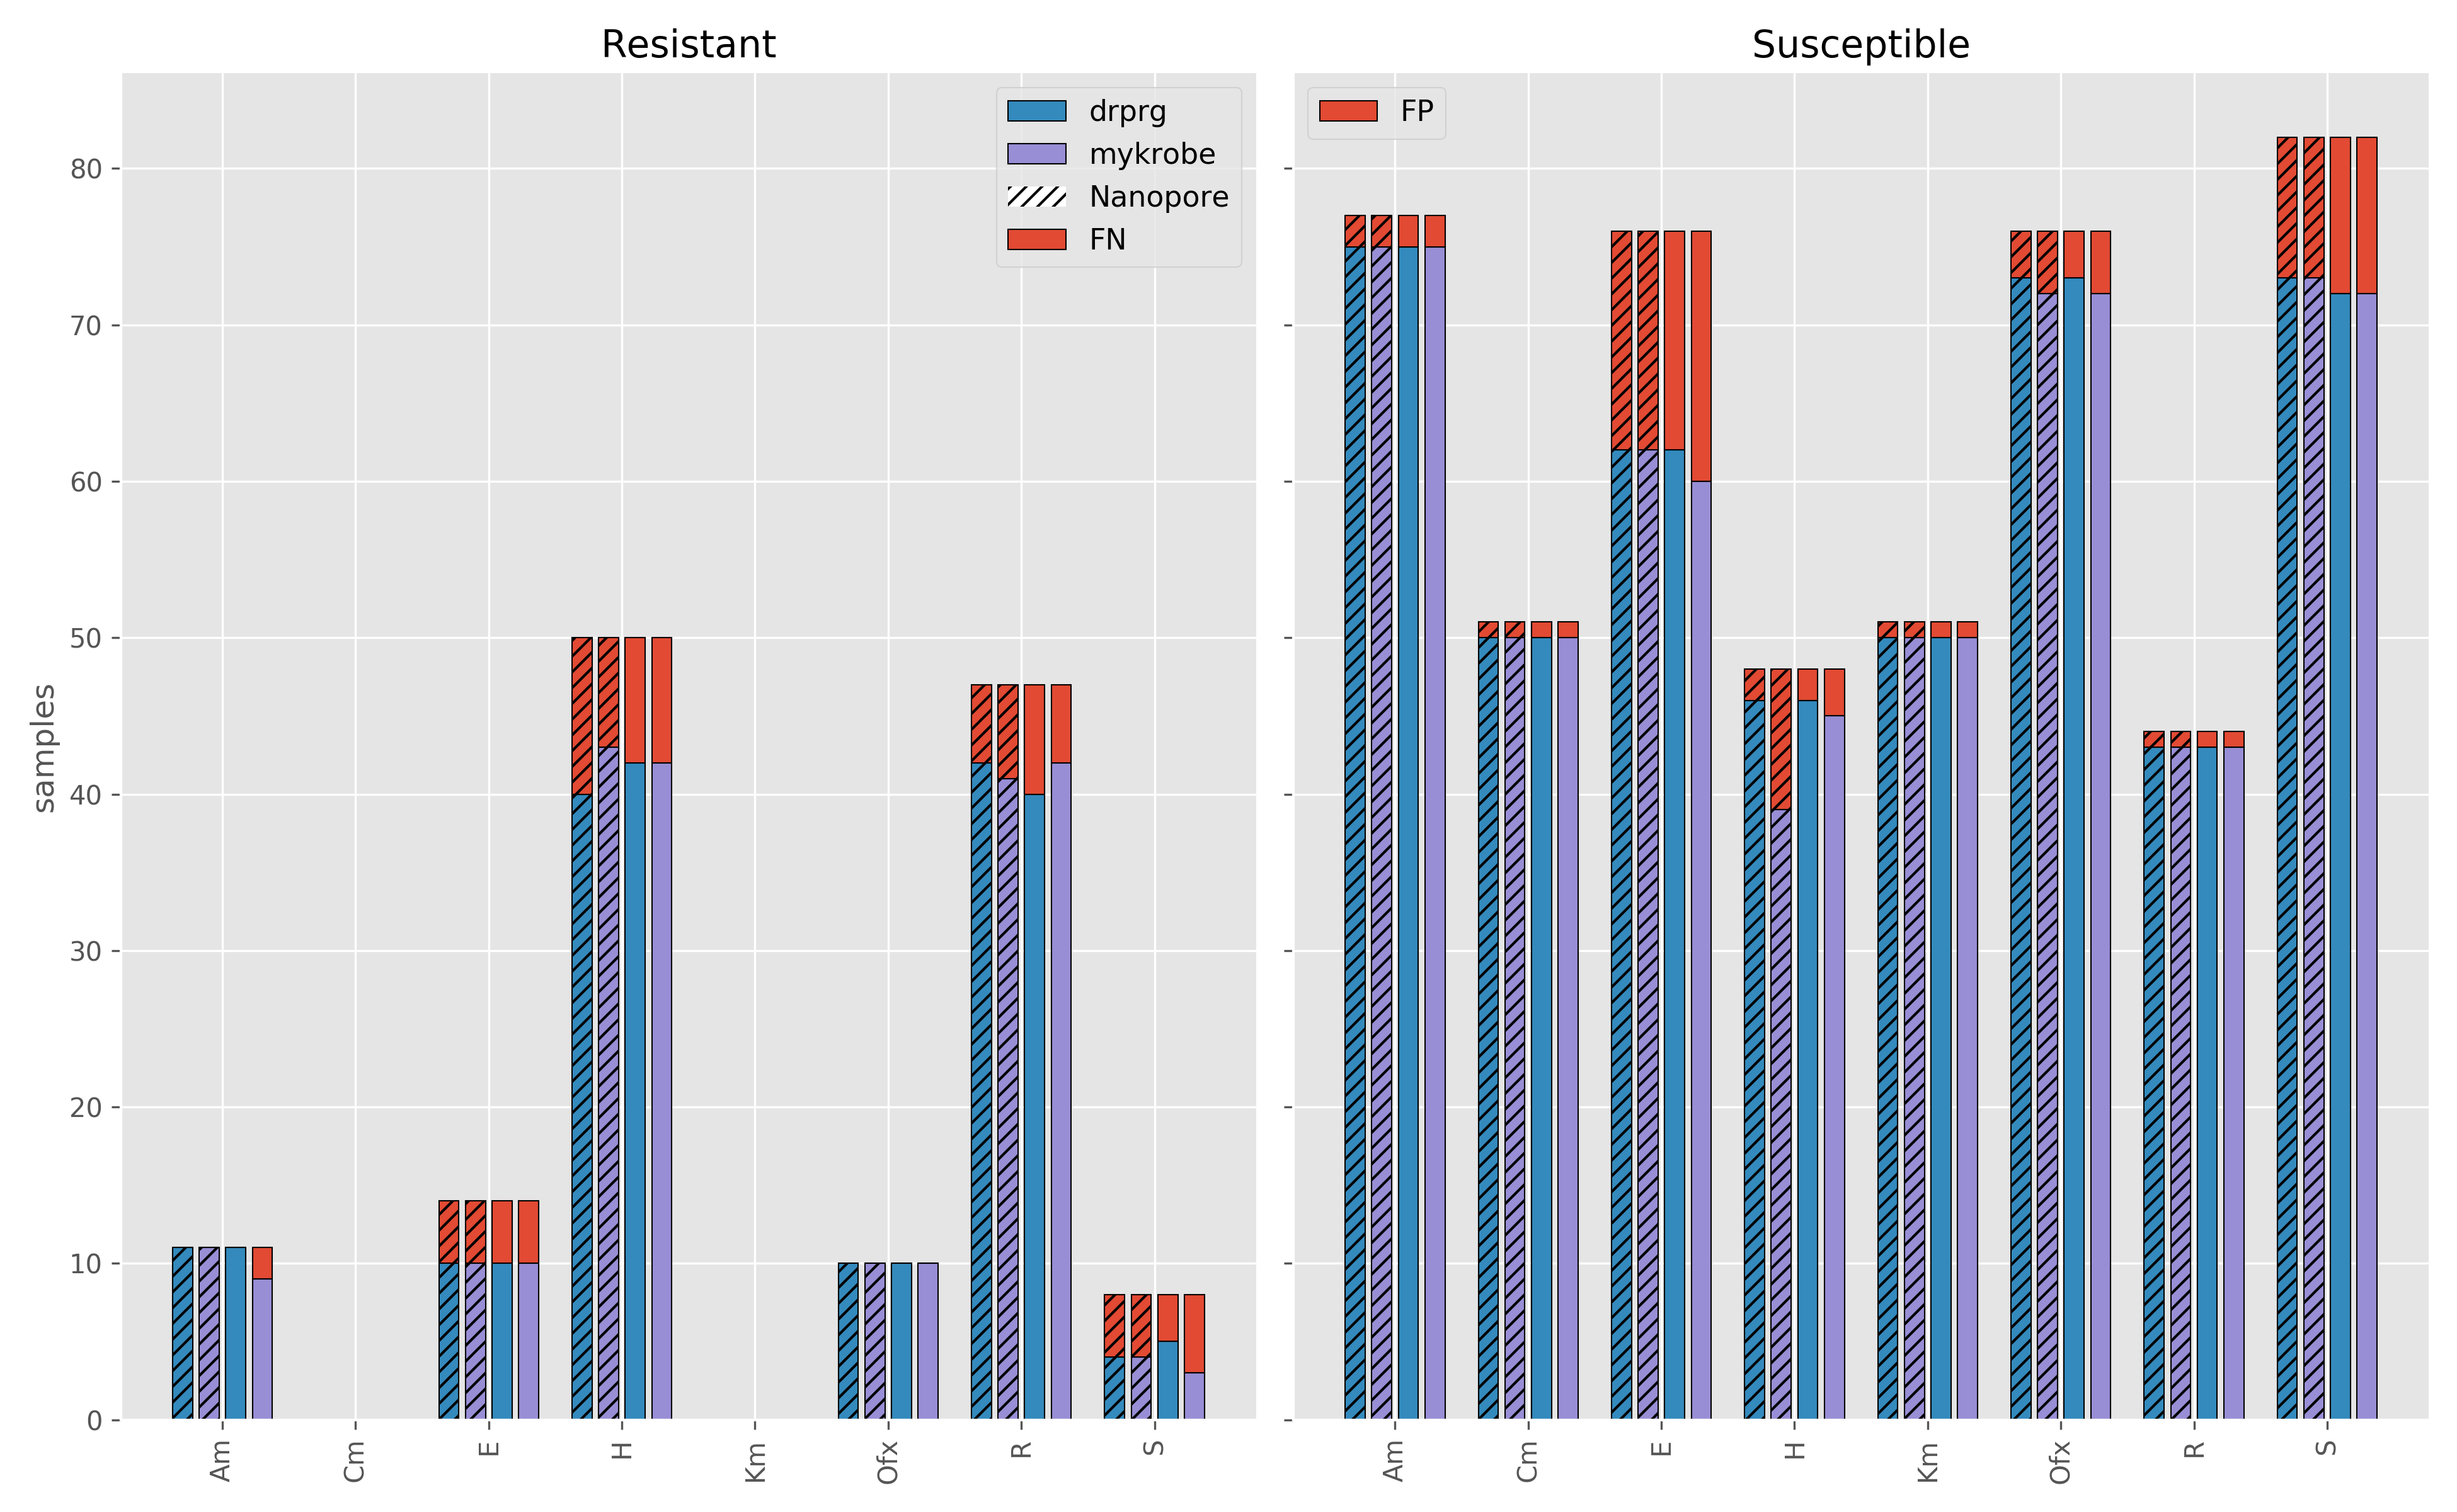 Resistant
Susceptible
drprg
mykrobe
Nanopore
FN
FP
samples
80
70
60
50
40
30
20
10
0
Am
Cm
E
H
Km
Ofx
R
S
Am
Cm
E
H
Km
Ofx
R
S